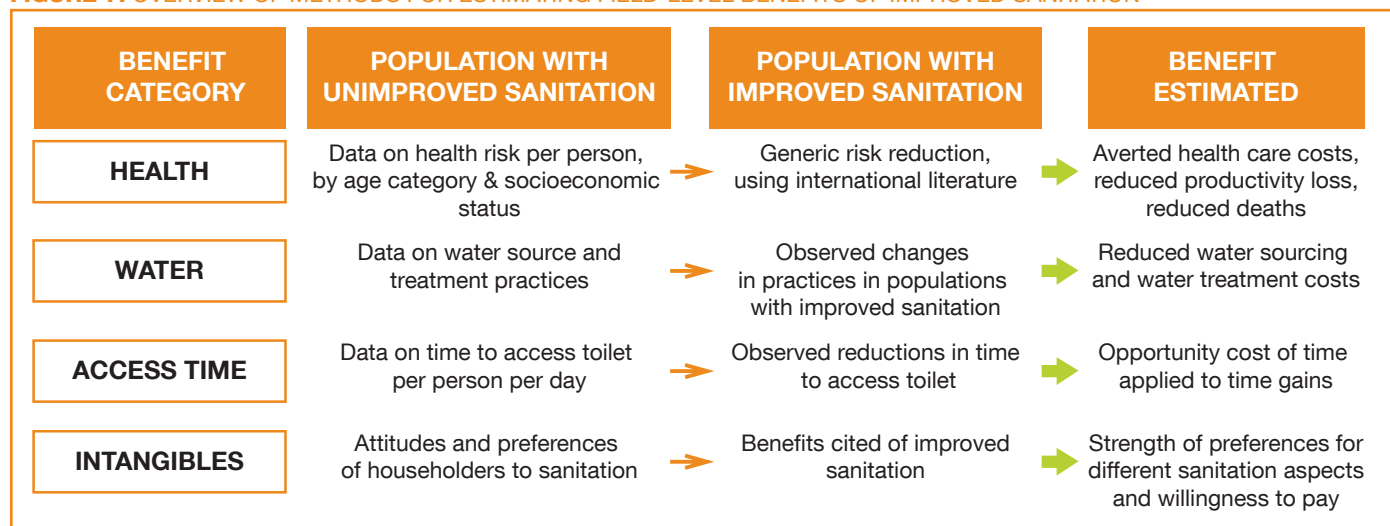 BENEFIT
CATEGORY
POPULATION WITH
UNIMPROVED SANITATION
POPULATION WITH
IMPROVED SANITATION
BENEFIT
ESTIMATED
HEALTH
Data on health risk per person,
by age category & socioeconomic
status
Generic risk reduction,
using international literature
Averted health care costs,
reduced productivity loss,
reduced deaths
WATER
Data on water source and
treatment practices
Observed changes
in practices in populations
with improved sanitation
Reduced water sourcing
and water treatment costs
ACCESS TIME
Data on time to access toilet
per person per day
Observed reductions in time
to access toilet
Opportunity cost of time
applied to time gains
INTANGIBLES
Attitudes and preferences
of householders to sanitation
Benefits cited of improved
sanitation
Strength of preferences for
different sanitation aspects
and willingness to pay